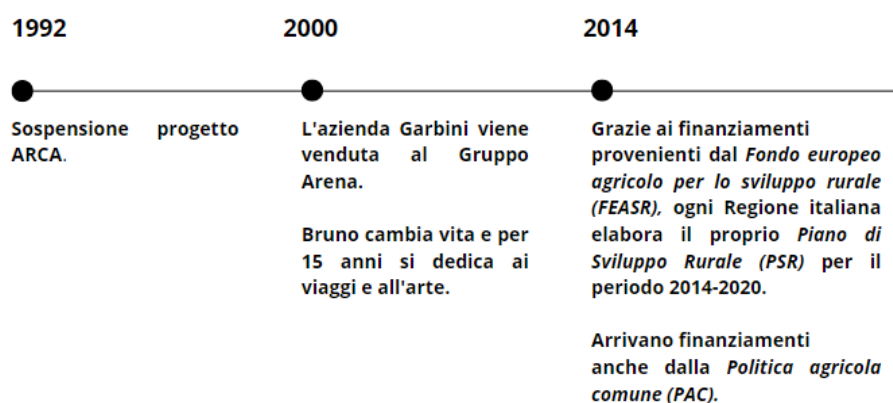 1992
Sospensione progetto
ARCA.
2000
L'azienda Garbini viene
venduta al Gruppo
Arena.
Bruno cambia vita e per
15 anni si dedica ai
viaggi e all'arte.
2014
Grazie ai finanziamenti
provenienti dal Fondo europeo
agricolo per lo sviluppo rurale
(FEASR), ogni Regione italiana
elabora il proprio Piano di
Sviluppo Rurale (PSR) per il
periodo 2014-2020.
Arrivano finanziamenti
anche dalla Politica agricola
comune (PAC).